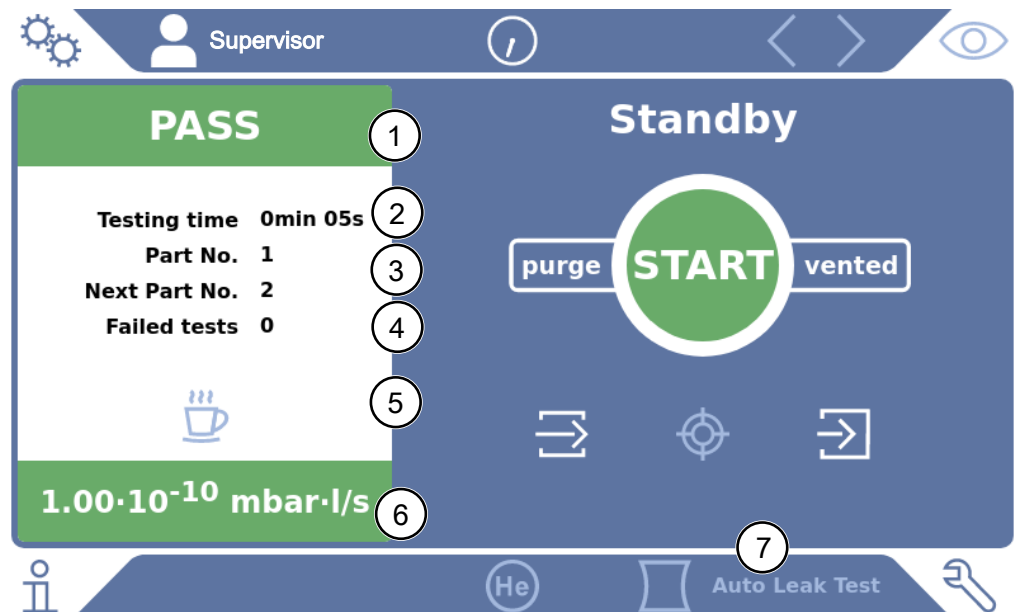 Supervisor
PASS
1
Testing time 0min 05s
2
Part No. 1
3
Next Part No. 2
Failed tests 0
4
5
1.00·10⁻¹⁰ mbar·l/s
6
Standby
purge START vented
7
He
Auto Leak Test